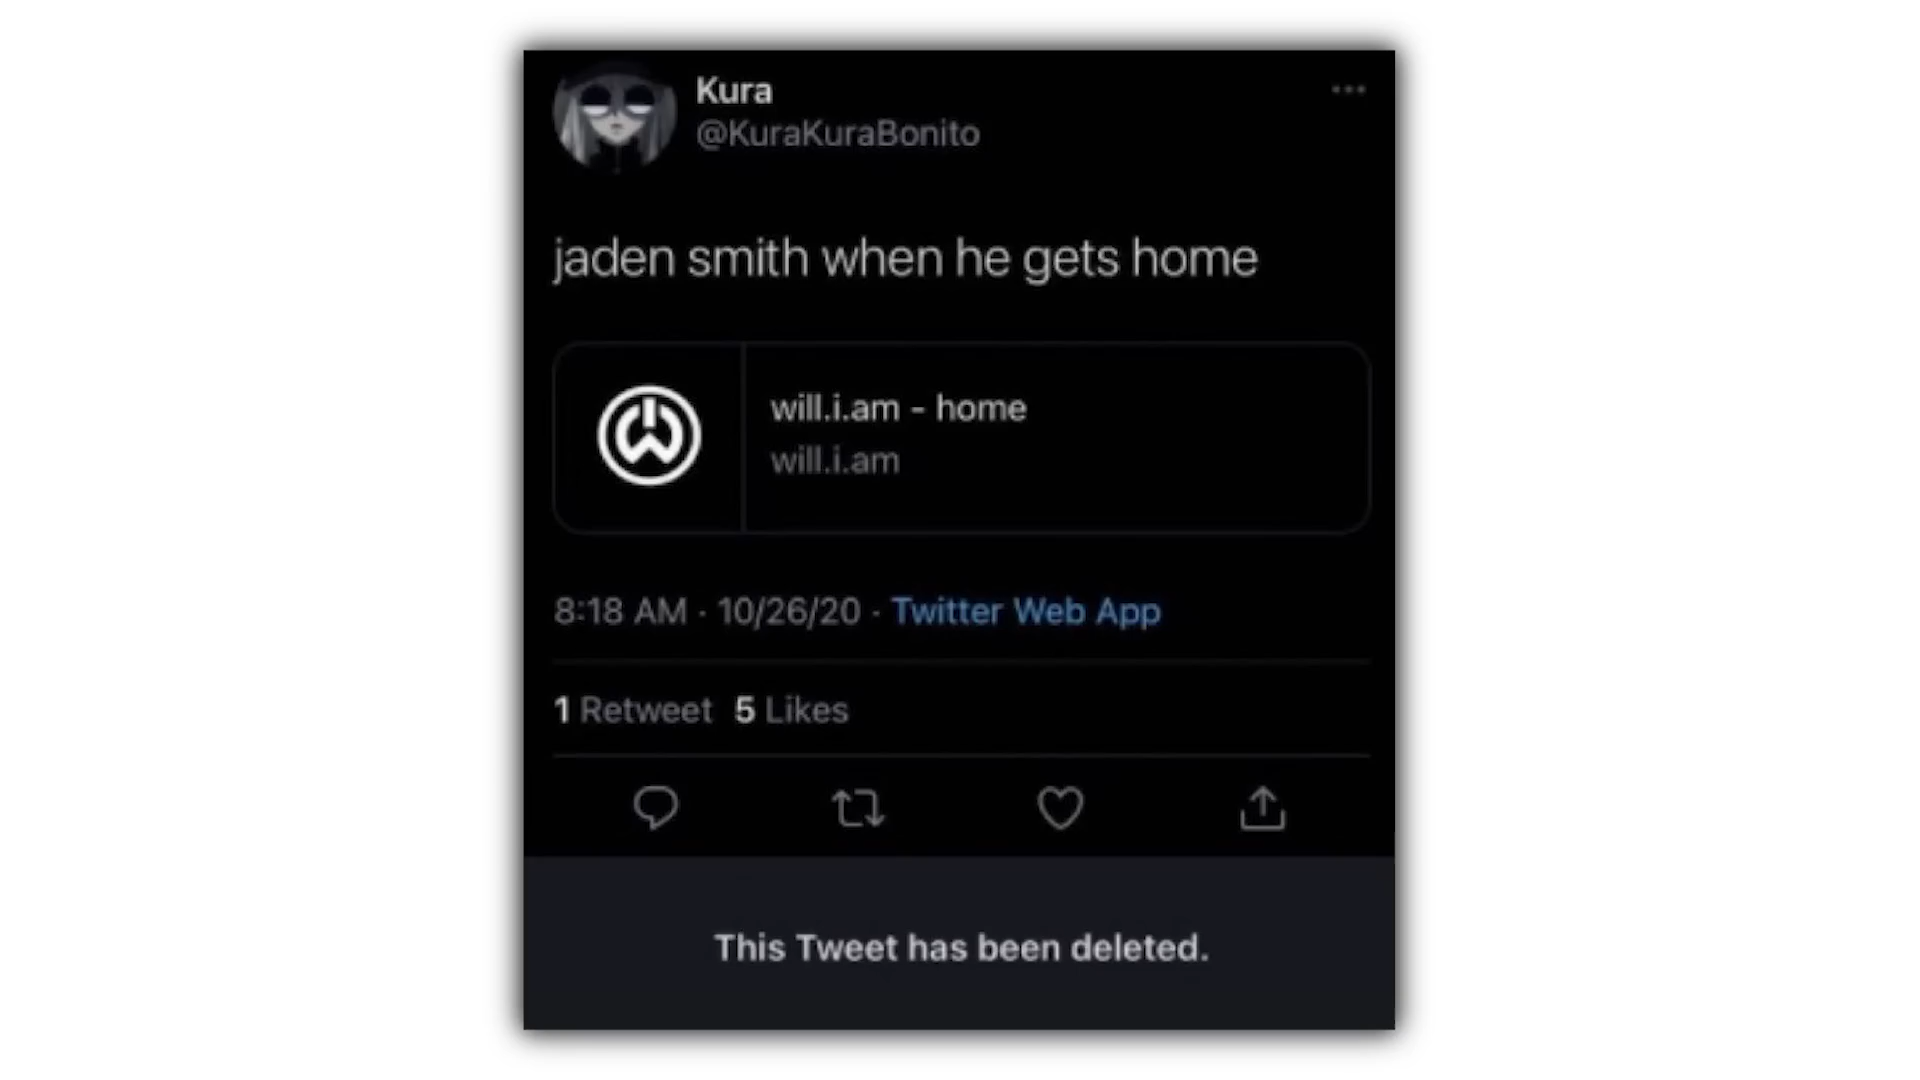 Kura
@KuraKuraBonito
jaden smith when he gets home
will.i.am - home
will.i.am
8:18 AM · 10/26/20 · Twitter Web App
1 Retweet 5 Likes
This Tweet has been deleted.